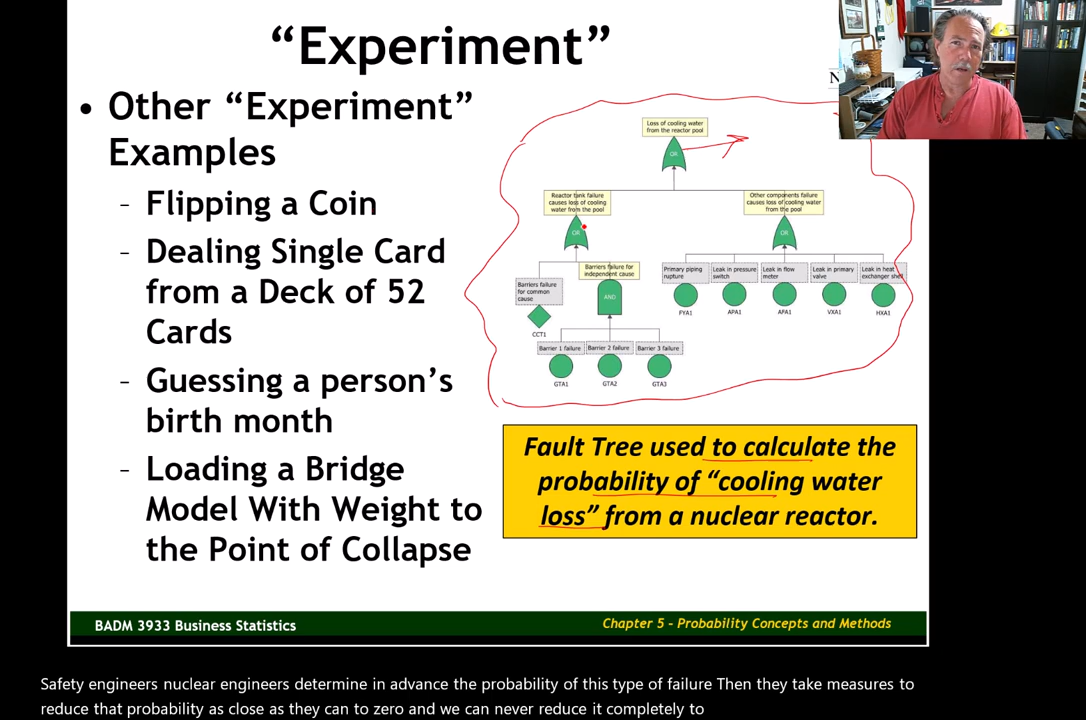 “Experiment”
N
• Other “Experiment”
Examples
- Flipping a Coin
- Dealing Single Card
from a Deck of 52
Cards
- Guessing a person’s
birth month
- Loading a Bridge
Model With Weight to
the Point of Collapse
Loss of cooling water
from the reactor pool
OR
Reactor tank failure
causes loss of cooling
water from the pool
OR
Other components failure
causes loss of cooling water
from the pool
OR
Barriers failure for
independent cause
AND
Barriers failure
for common
cause
CCT1
Primary piping
rupture
FYA1
Leak in pressure
switch
APA1
Leak in flow
meter
APA1
Leak in primary
valve
VXA1
Leak in heat
exchanger shell
HXA1
Barrier 1 failure
GTA1
Barrier 2 failure
GTA2
Barrier 3 failure
GTA3
Fault Tree used to calculate the
probability of “cooling water
loss” from a nuclear reactor.
BADM 3933 Business Statistics
Chapter 5 - Probability Concepts and Methods
Safety engineers nuclear engineers determine in advance the probability of this type of failure Then they take measures to
reduce that probability as close as they can to zero and we can never reduce it completely to